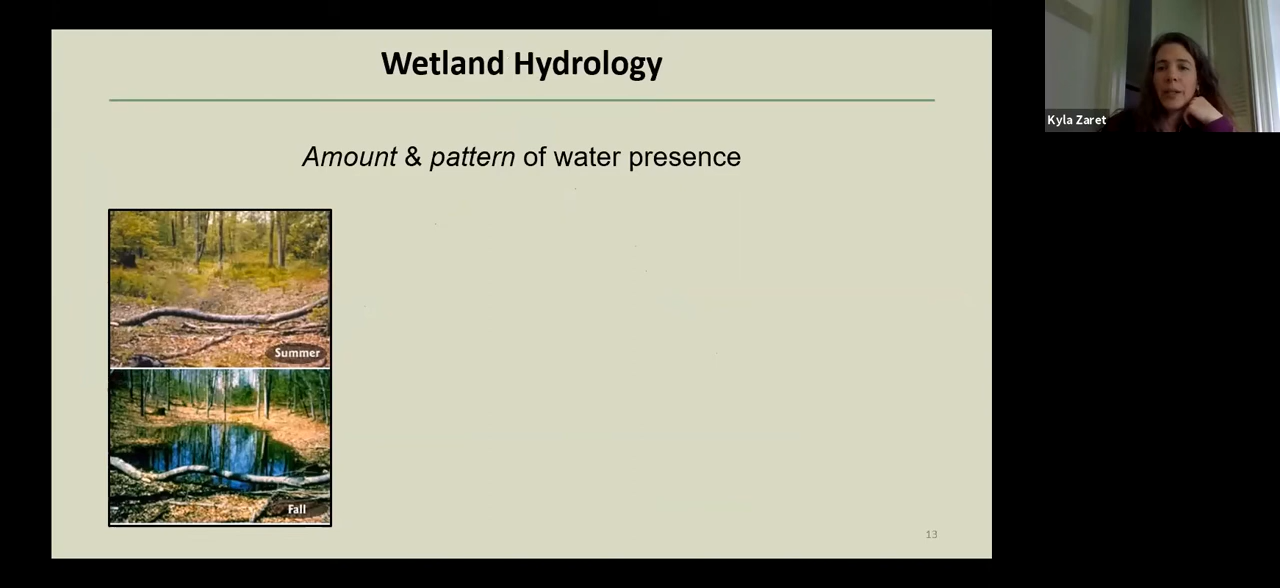 Wetland Hydrology
Amount & pattern of water presence
Summer
Fall
13
Kyla Zaret